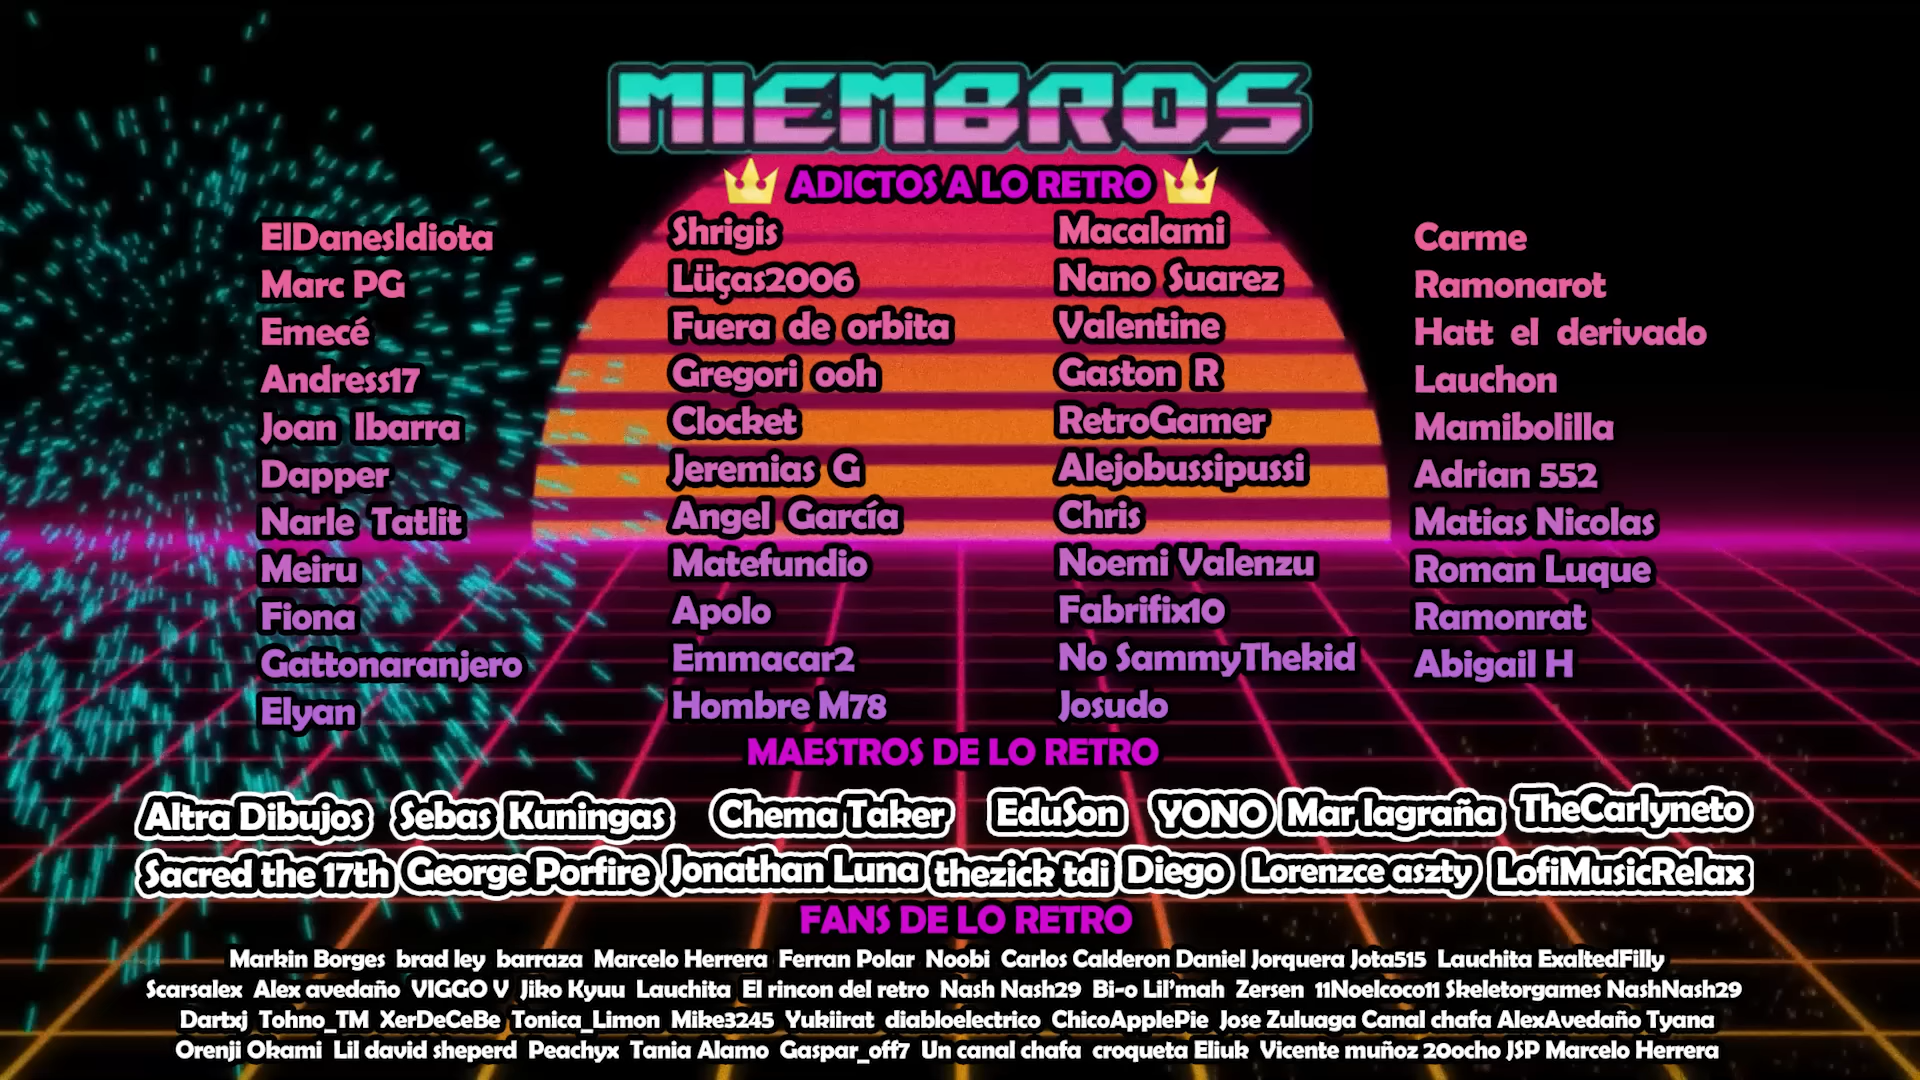 MIEMBROS
ADICTOS A LO RETRO
ElDanesIdiota
Marc PG
Emecé
Andress17
Joan Ibarra
Dapper
Narle Tatlit
Meiru
Fiona
Gattonaranjero
Elyan
Shrigis
Lüças2006
Fuera de orbita
Gregori ooh
Clocket
Jeremias G
Angel García
Matefundio
Apolo
Emmacar2
Hombre M78
Macalami
Nano Suarez
Valentine
Gaston R
RetroGamer
Alejobussipussi
Chris
Noemi Valenzu
Fabrifix10
No SammyThekid
Josudo
Carme
Ramonarot
Hatt el derivado
Lauchon
Mamibolilla
Adrian 552
Matias Nicolas
Roman Luque
Ramonrat
Abigail H
MAESTROS DE LO RETRO
Altra Dibujos Sebas Kuningas Chema Taker EduSon YONO Mar lagraña TheCarlyneto
Sacred the 17th George Porfire Jonathan Luna thezick tdi Diego Lorenzce aszty LofiMusicRelax
FANS DE LO RETRO
Markin Borges brad ley barraza Marcelo Herrera Ferran Polar Noobi Carlos Calderon Daniel Jorquera Jota515 Lauchita ExaltedFilly
Scarsalex Alex avedaño VIGGO V Jiko Kyuu Lauchita El rincon del retro Nash Nash29 Bi-o Lil'mah Zersen 11Noelcoco11 Skeletorgames NashNash29
Dartxj Tohno_TM XerDeCeBe Tonica_Limon Mike3245 Yukiirat diabloelectrico ChicoApplePie Jose Zuluaga Canal chafa AlexAvedaño Tyana
Orenji Okami Lil david sheperd Peachyx Tania Alamo Gaspar_off7 Un canal chafa croqueta Eliuk Vicente muñoz 20ocho JSP Marcelo Herrera